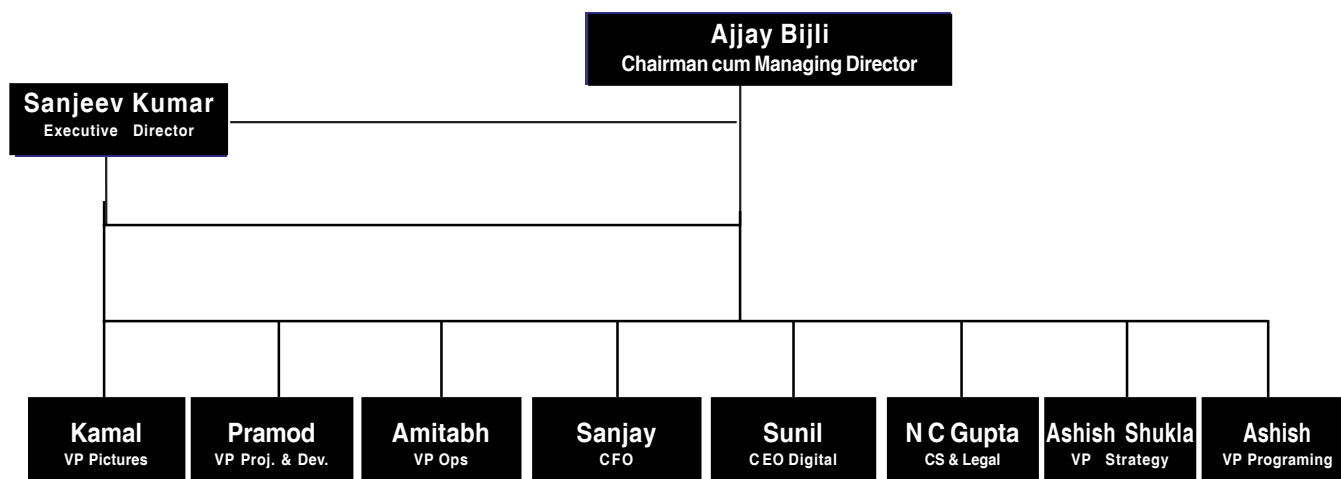 Ajjay Bijli
Chairman cum Managing Director
Sanjeev Kumar
Executive Director
Kamal
VP Pictures
Pramod
VP Proj. & Dev.
Amitabh
VP Ops
Sanjay
CFO
Sunil
CEO Digital
N C Gupta
CS & Legal
Ashish Shukla
VP Strategy
Ashish
VP Programing